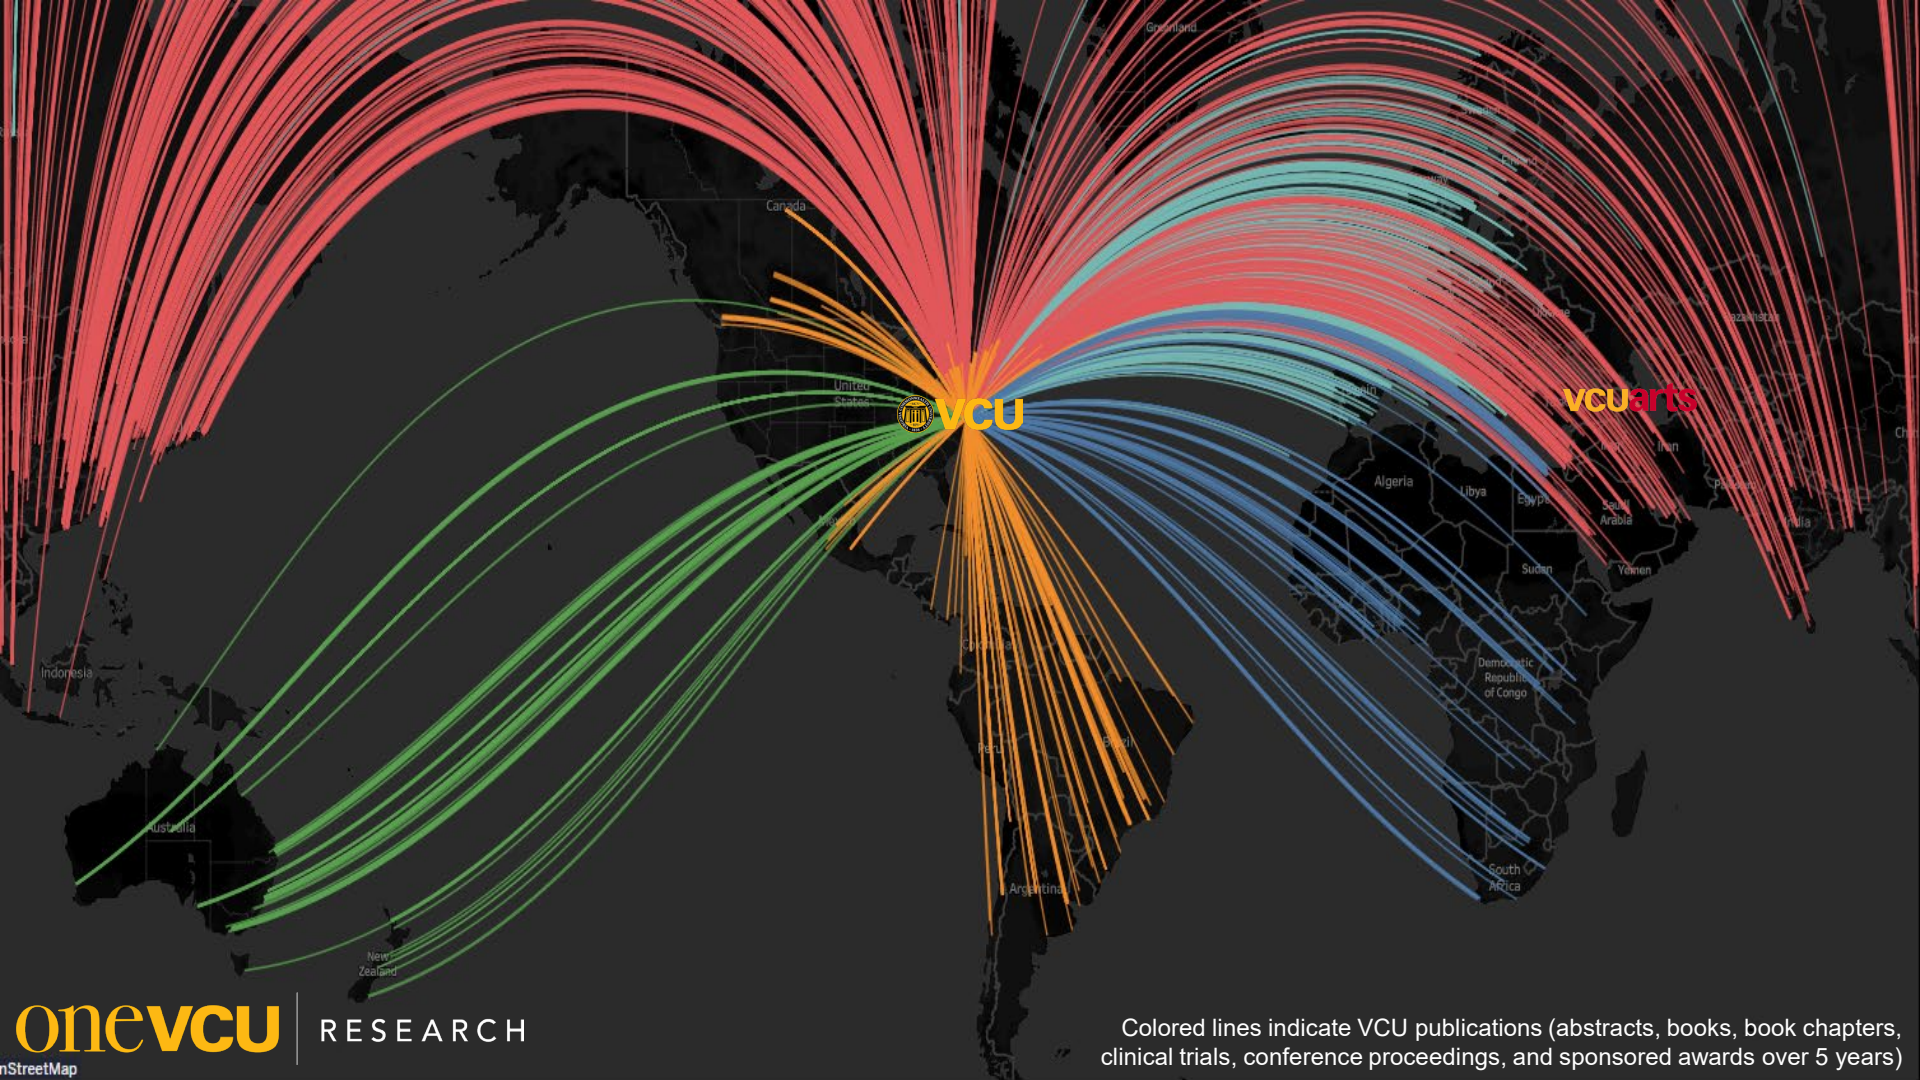 Greenland
Canada
United
States
VCU
vcuarts
Algeria
Libya
Egypt
Iran
Saudi
Arabia
India
Sudan
Yemen
Indonesia
Democratic
Republic
of Congo
Peru
Brazil
Australia
South
Africa
Argentina
New
Zealand
oneVCU
RESEARCH
Colored lines indicate VCU publications (abstracts, books, book chapters,
clinical trials, conference proceedings, and sponsored awards over 5 years)
nStreetMap